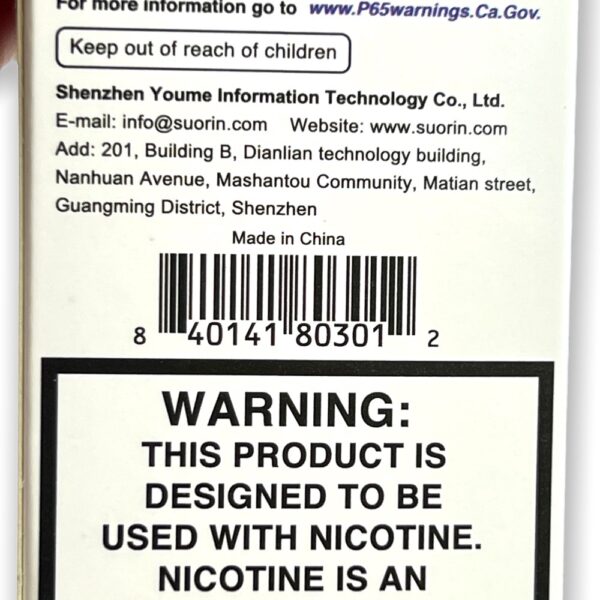 For more information go to www.P65warnings.Ca.Gov.
Keep out of reach of children
Shenzhen Youme Information Technology Co., Ltd.
E-mail: info@suorin.com Website: www.suorin.com
Add: 201, Building B, Dianlian technology building,
Nanhuan Avenue, Mashantou Community, Matian street,
Guangming District, Shenzhen
Made in China
8 40141 80301 2
WARNING:
THIS PRODUCT IS
DESIGNED TO BE
USED WITH NICOTINE.
NICOTINE IS AN